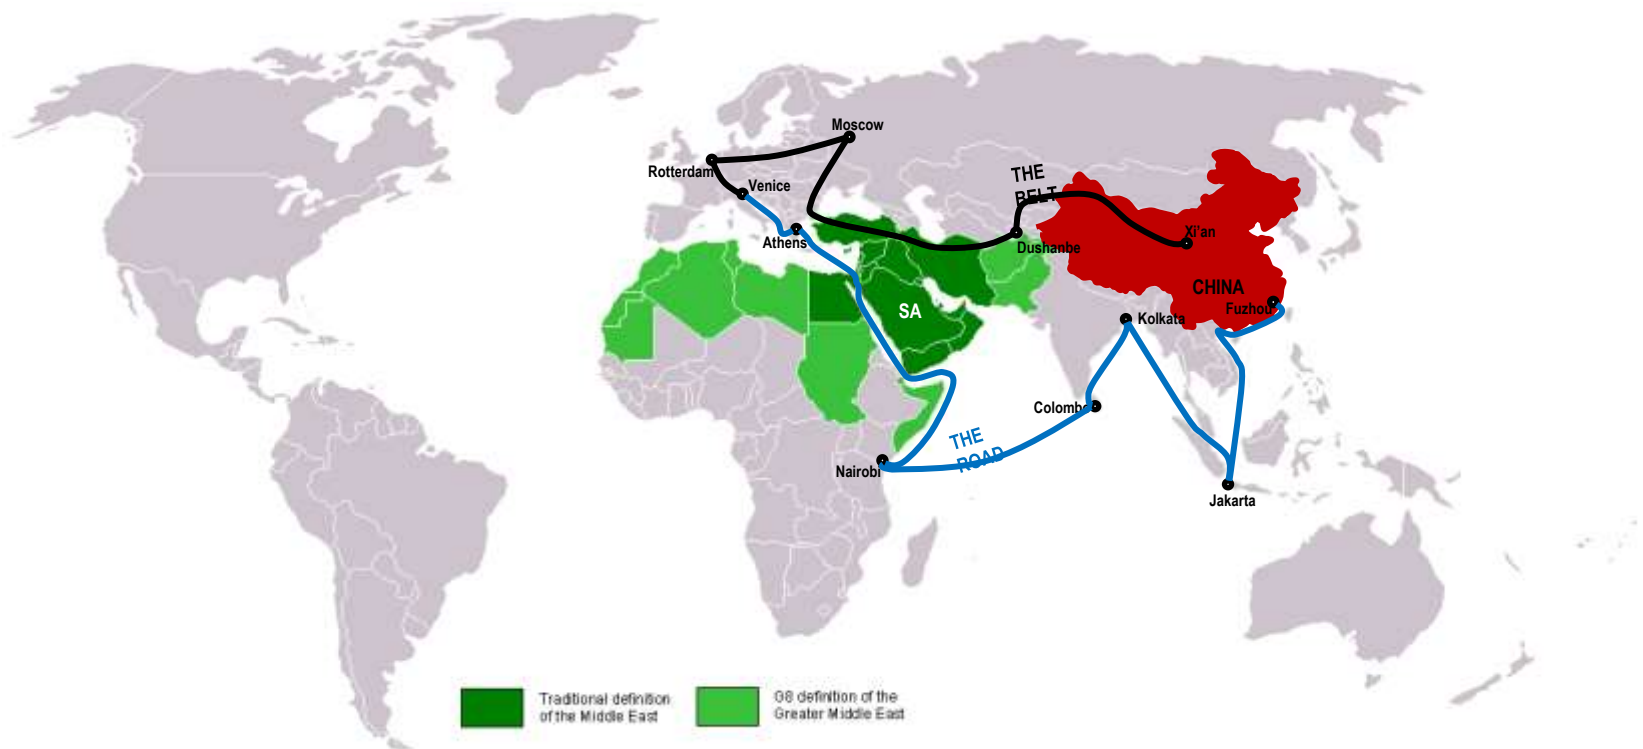 Moscow
Rotterdam
Venice
THE
BELT
Athens
Dushanbe
Xi'an
CHINA
Fuzhou
SA
Kolkata
Colombo
THE
ROAD
Nairobi
Jakarta
Traditional definition
of the Middle East
G8 definition of the
Greater Middle East